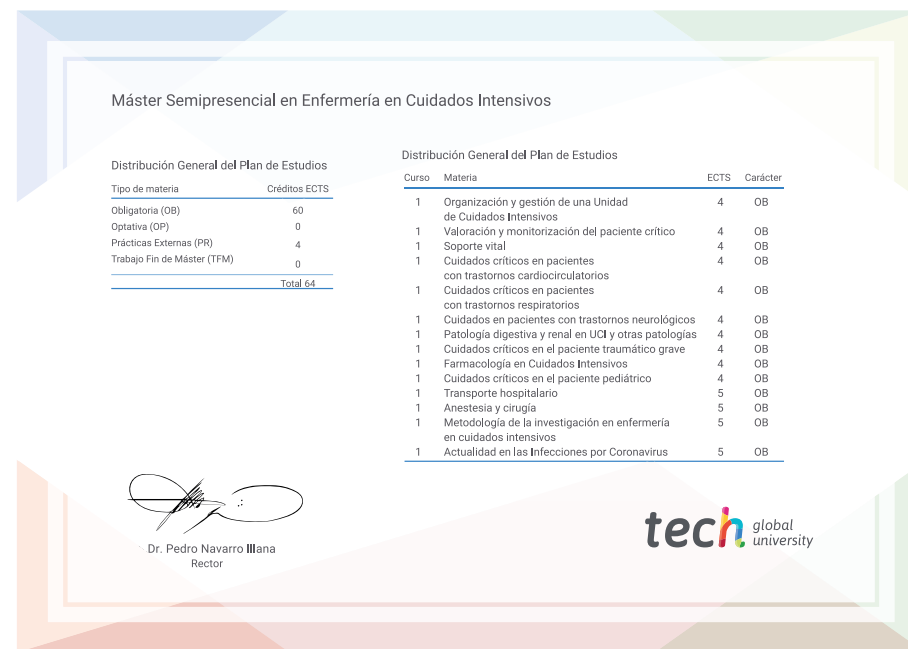 Máster Semipresencial en Enfermería en Cuidados Intensivos
Distribución General del Plan de Estudios
Tipo de materia Créditos ECTS
Obligatoria (OB) 60
Optativa (OP) 0
Prácticas Externas (PR) 4
Trabajo Fin de Máster (TFM) 0
Total 64
Distribución General del Plan de Estudios
Curso Materia ECTS Carácter
1 Organización y gestión de una Unidad 4 OB
de Cuidados Intensivos
1 Valoración y monitorización del paciente crítico 4 OB
1 Soporte vital 4 OB
1 Cuidados críticos en pacientes 4 OB
con trastornos cardiocirculatorios
1 Cuidados críticos en pacientes 4 OB
con trastornos respiratorios
1 Cuidados en pacientes con trastornos neurológicos 4 OB
1 Patología digestiva y renal en UCI y otras patologías 4 OB
1 Cuidados críticos en el paciente traumático grave 4 OB
1 Farmacología en Cuidados Intensivos 4 OB
1 Cuidados críticos en el paciente pediátrico 4 OB
1 Transporte hospitalario 5 OB
1 Anestesia y cirugía 5 OB
1 Metodología de la investigación en enfermería 5 OB
en cuidados intensivos
1 Actualidad en las Infecciones por Coronavirus 5 OB
Dr. Pedro Navarro Illana
Rector
tech global
university